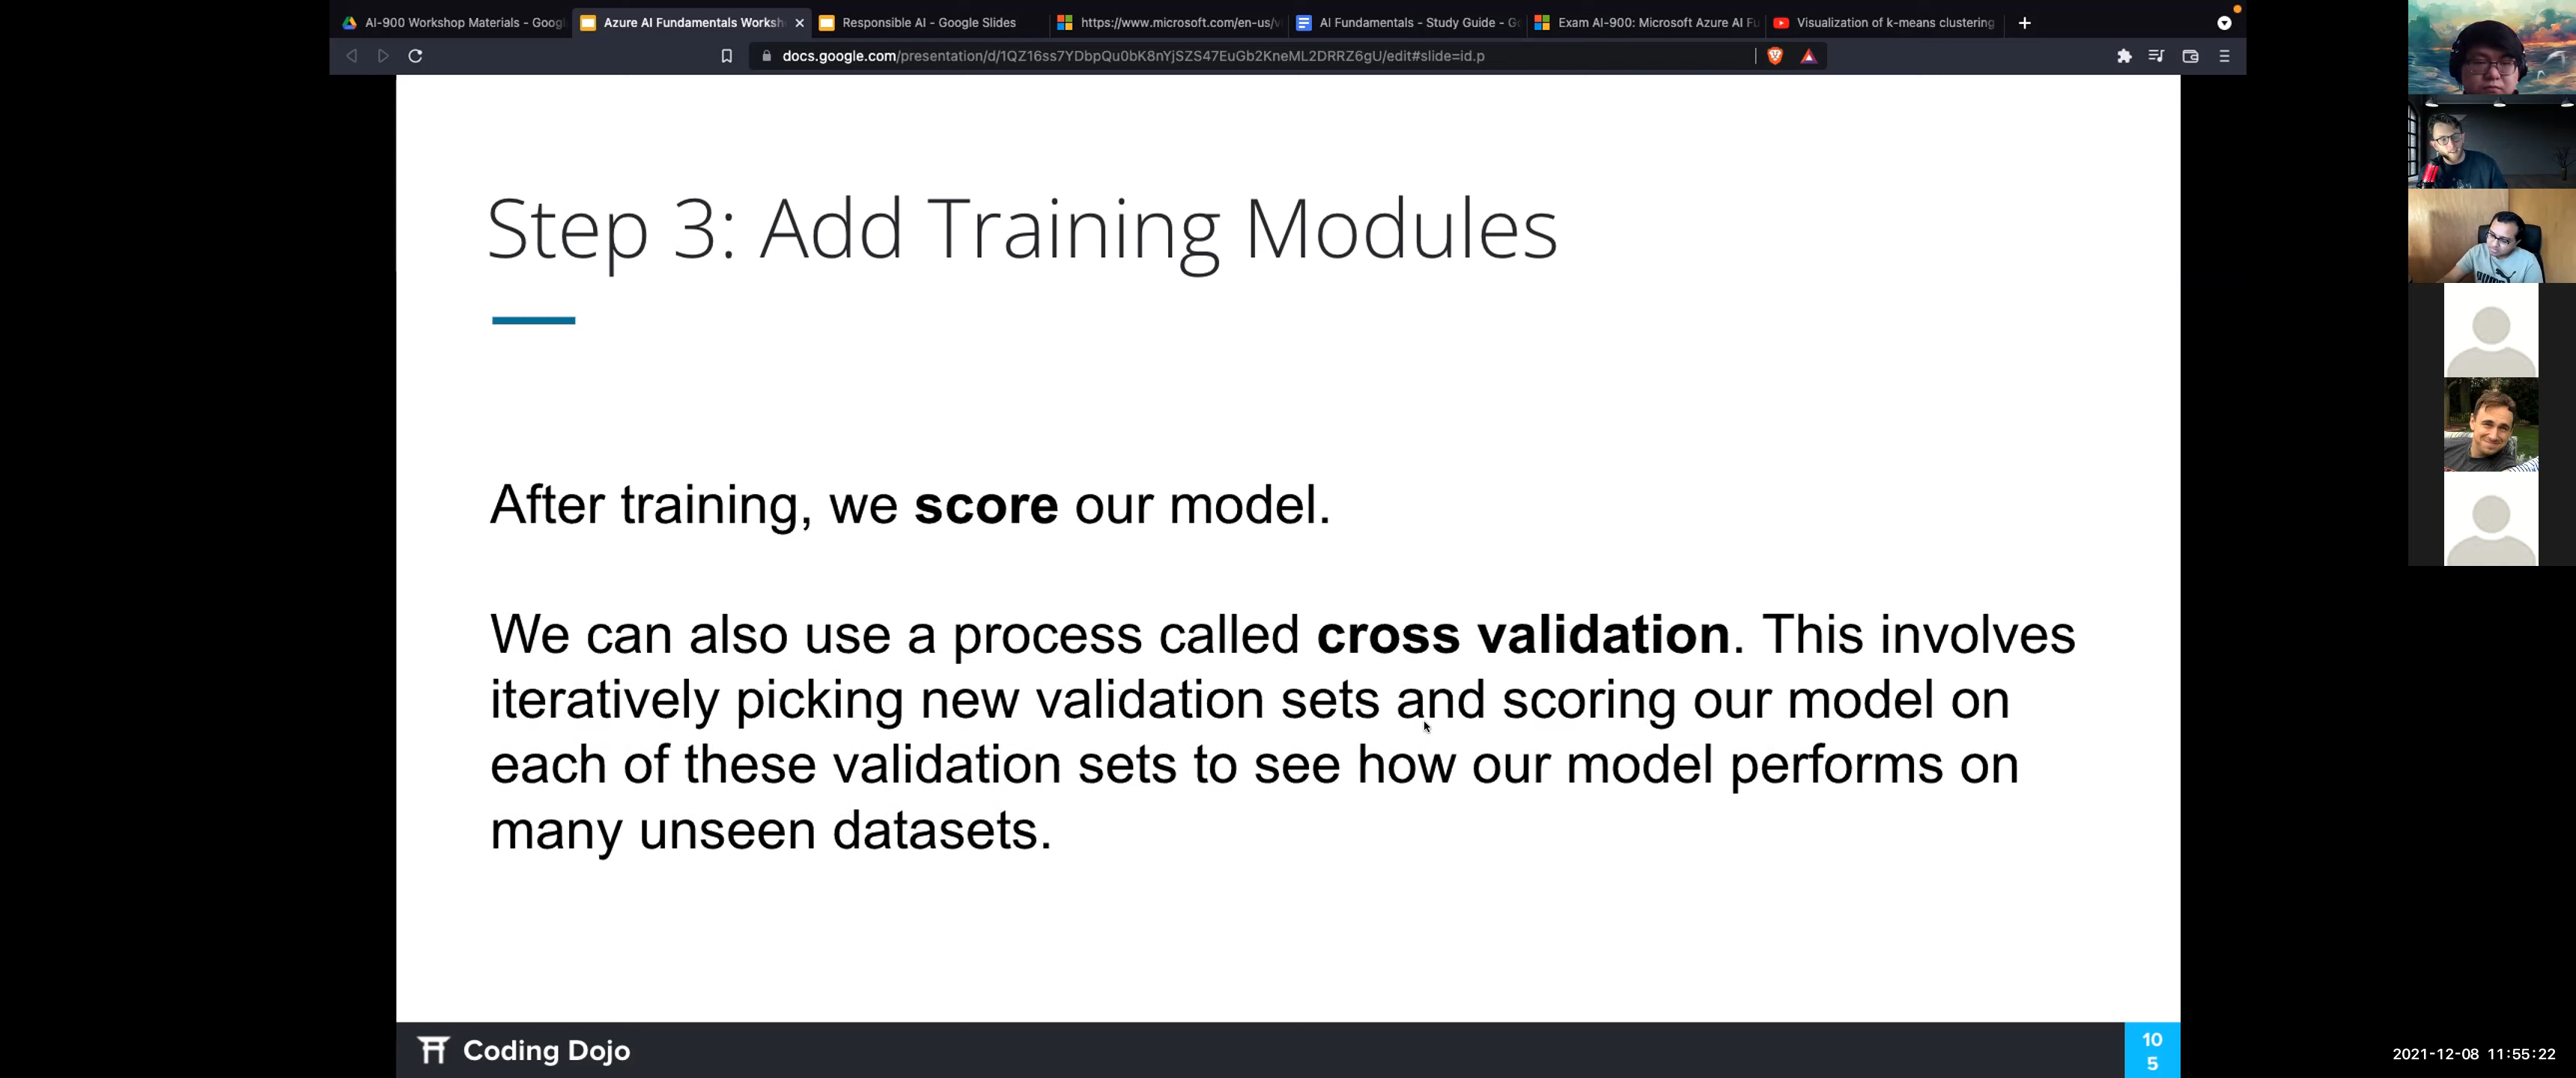 AI-900 Workshop Materials - Googl
Azure AI Fundamentals Worksh
Responsible AI - Google Slides
https://www.microsoft.com/en-us/vi
AI Fundamentals - Study Guide - Go
Exam AI-900: Microsoft Azure AI Fu
Visualization of k-means clustering
docs.google.com/presentation/d/1QZ16ss7YDbpQu0bK8nYjSZS47EuGb2KneML2DRRZ6gU/edit#slide=id.p
Step 3: Add Training Modules
After training, we score our model.
We can also use a process called cross validation. This involves
iteratively picking new validation sets and scoring our model on
each of these validation sets to see how our model performs on
many unseen datasets.
Coding Dojo
10
5
2021-12-08 11:55:22